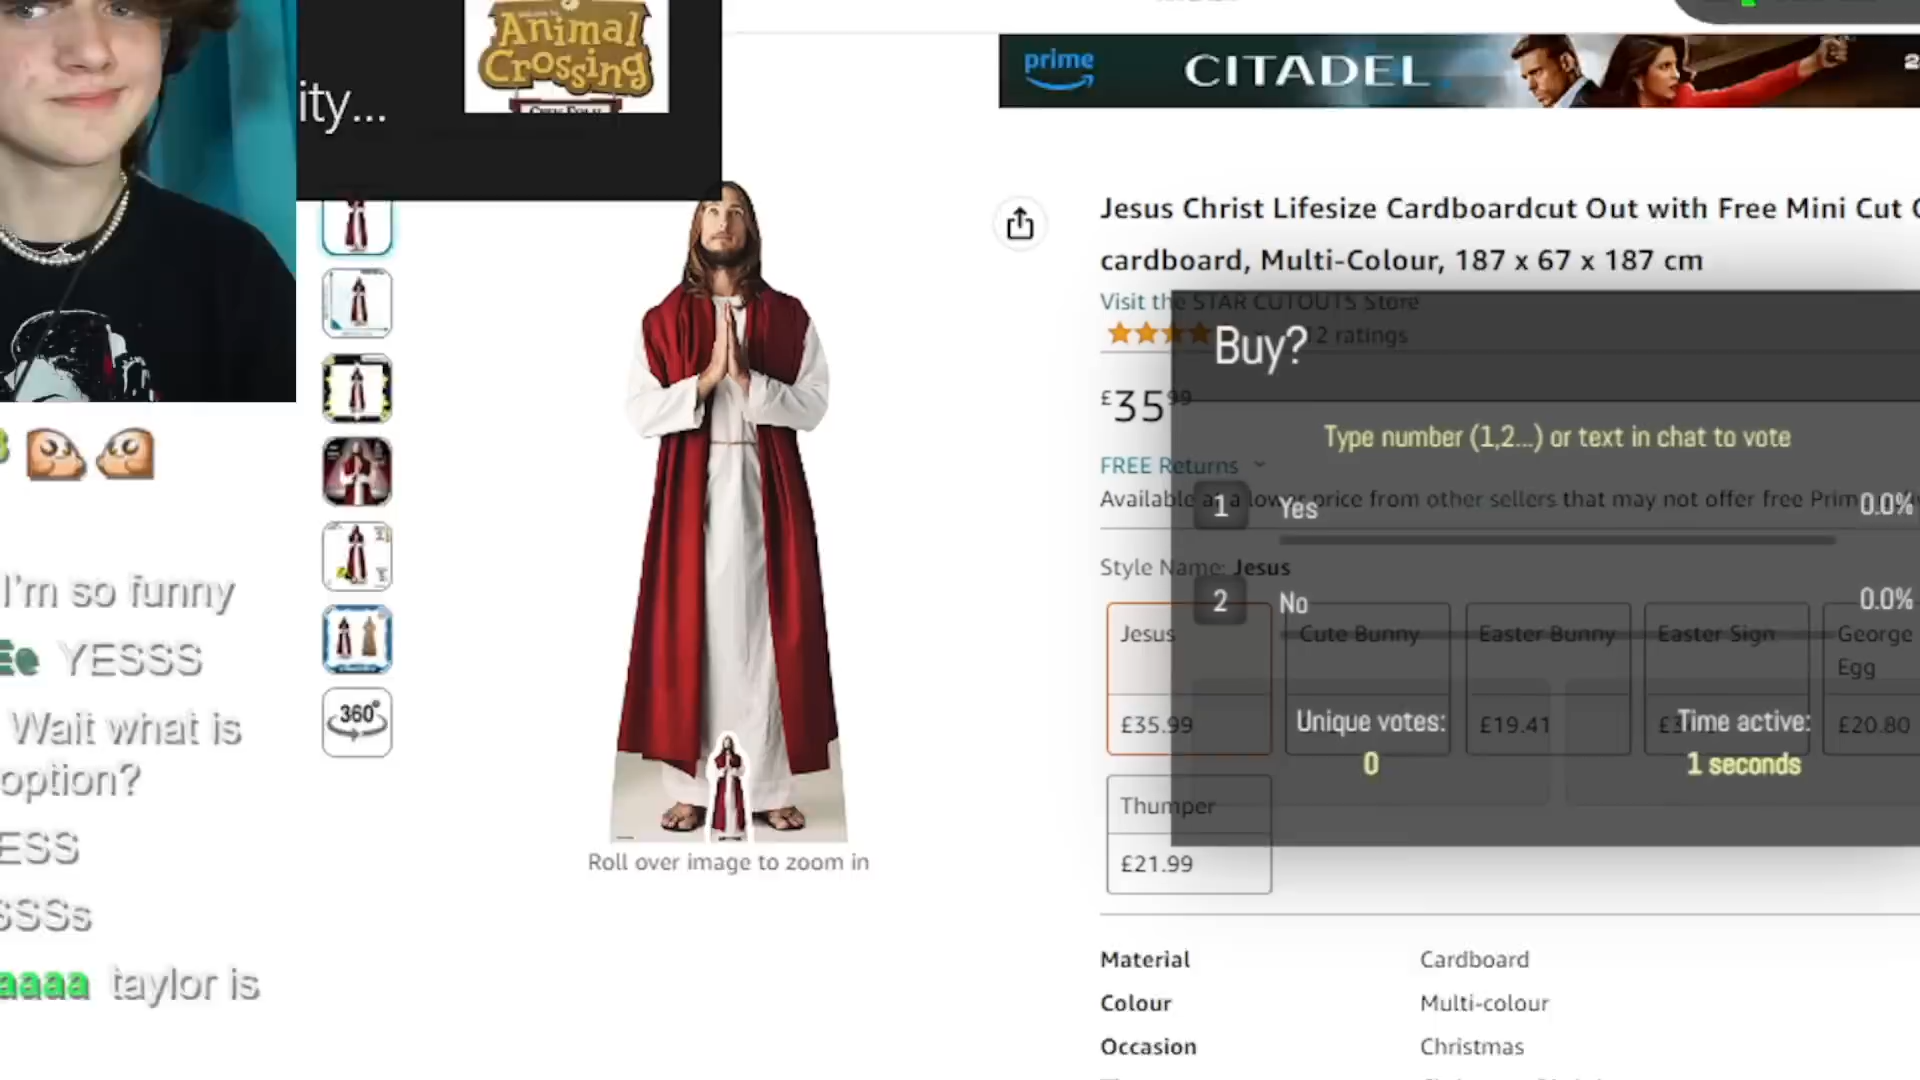 Animal
Crossing
ity...
prime
CITADEL
Jesus Christ Lifesize Cardboardcut Out with Free Mini Cut
cardboard, Multi-Colour, 187 x 67 x 187 cm
Visit the STAR CUTOUTS Store
2 ratings
Buy?
£35 99
Type number (1,2...) or text in chat to vote
FREE Returns
Available at a lower price from other sellers that may not offer free Prim
1 Yes 0.0%
Style Name: Jesus
2 No 0.0%
Jesus
£35.99
Cute Bunny
Easter Bunny
£19.41
Easter Sign
George
Egg
£20.80
Unique votes:
0
Time active:
1 seconds
Thumper
£21.99
Material Cardboard
Colour Multi-colour
Occasion Christmas
360°
Roll over image to zoom in
I'm so funny
Ee YESSS
Wait what is
option?
ESS
SSSs
aaaa taylor is